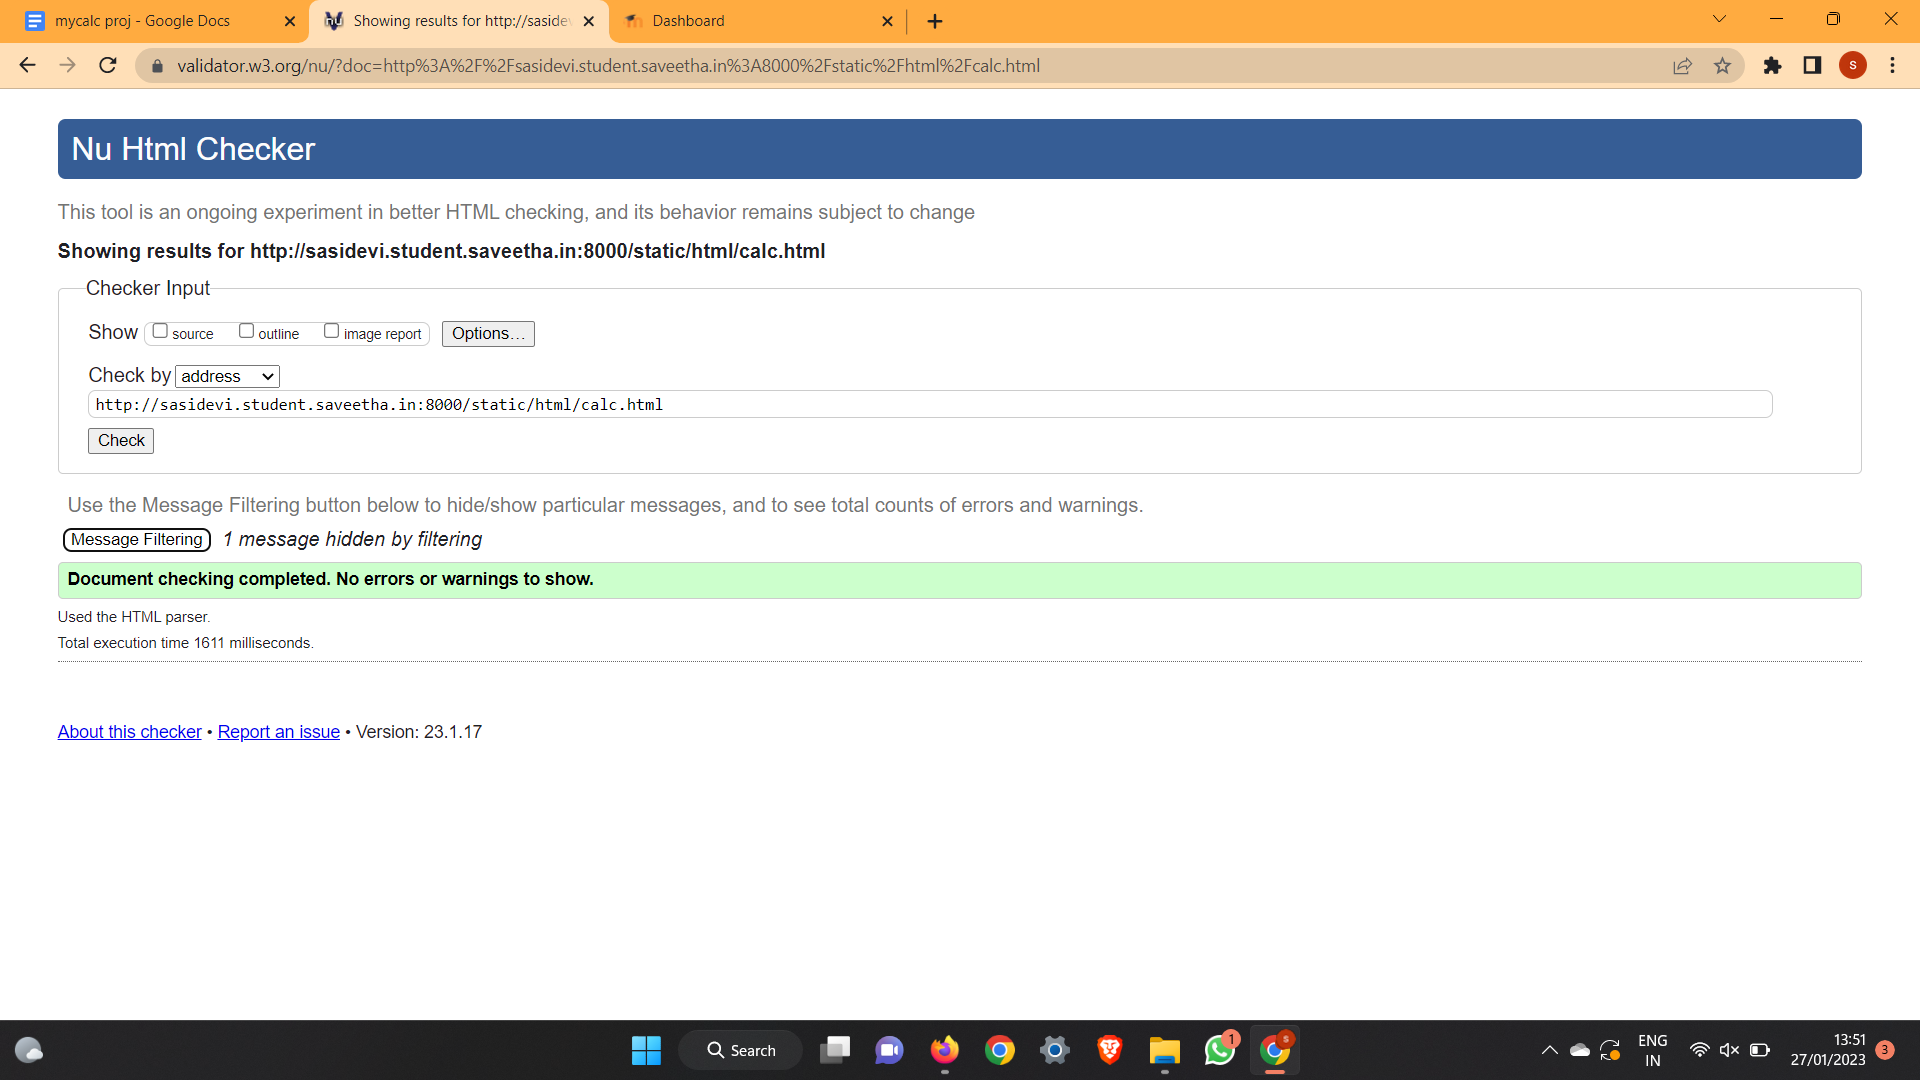 mycalc proj - Google Docs
Showing results for http://saside
Dashboard
validator.w3.org/nu/?doc=http%3A%2F%2Fsasidevi.student.saveetha.in%3A8000%2Fstatic%2Fhtml%2Fcalc.html
S
Nu Html Checker
This tool is an ongoing experiment in better HTML checking, and its behavior remains subject to change
Showing results for http://sasidevi.student.saveetha.in:8000/static/html/calc.html
Checker Input
Show source outline image report Options...
Check by address
http://sasidevi.student.saveetha.in:8000/static/html/calc.html
Check
Use the Message Filtering button below to hide/show particular messages, and to see total counts of errors and warnings.
Message Filtering 1 message hidden by filtering
Document checking completed. No errors or warnings to show.
Used the HTML parser.
Total execution time 1611 milliseconds.
About this checker • Report an issue • Version: 23.1.17
Search
1
S
ENG
IN
13:51
27/01/2023
3